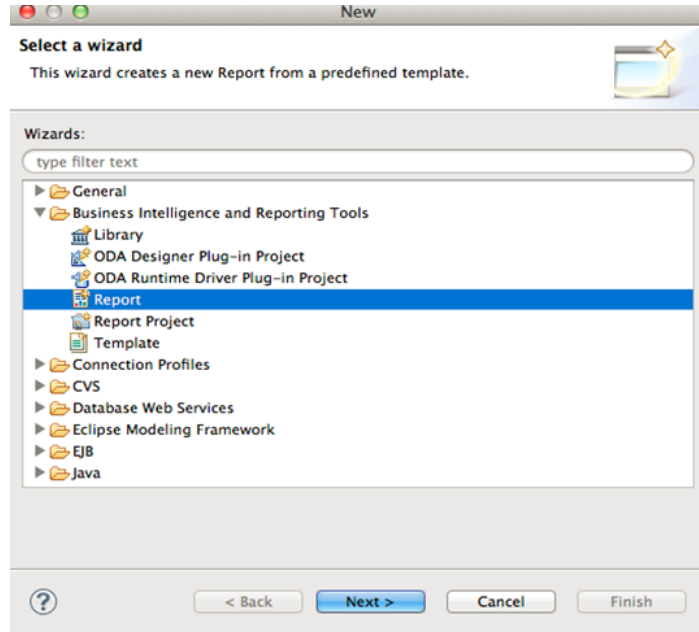 New
Select a wizard
This wizard creates a new Report from a predefined template.
Wizards:
type filter text
General
Business Intelligence and Reporting Tools
Library
ODA Designer Plug-in Project
ODA Runtime Driver Plug-in Project
Report
Report Project
Template
Connection Profiles
CVS
Database Web Services
Eclipse Modeling Framework
EJB
Java
? < Back Next > Cancel Finish